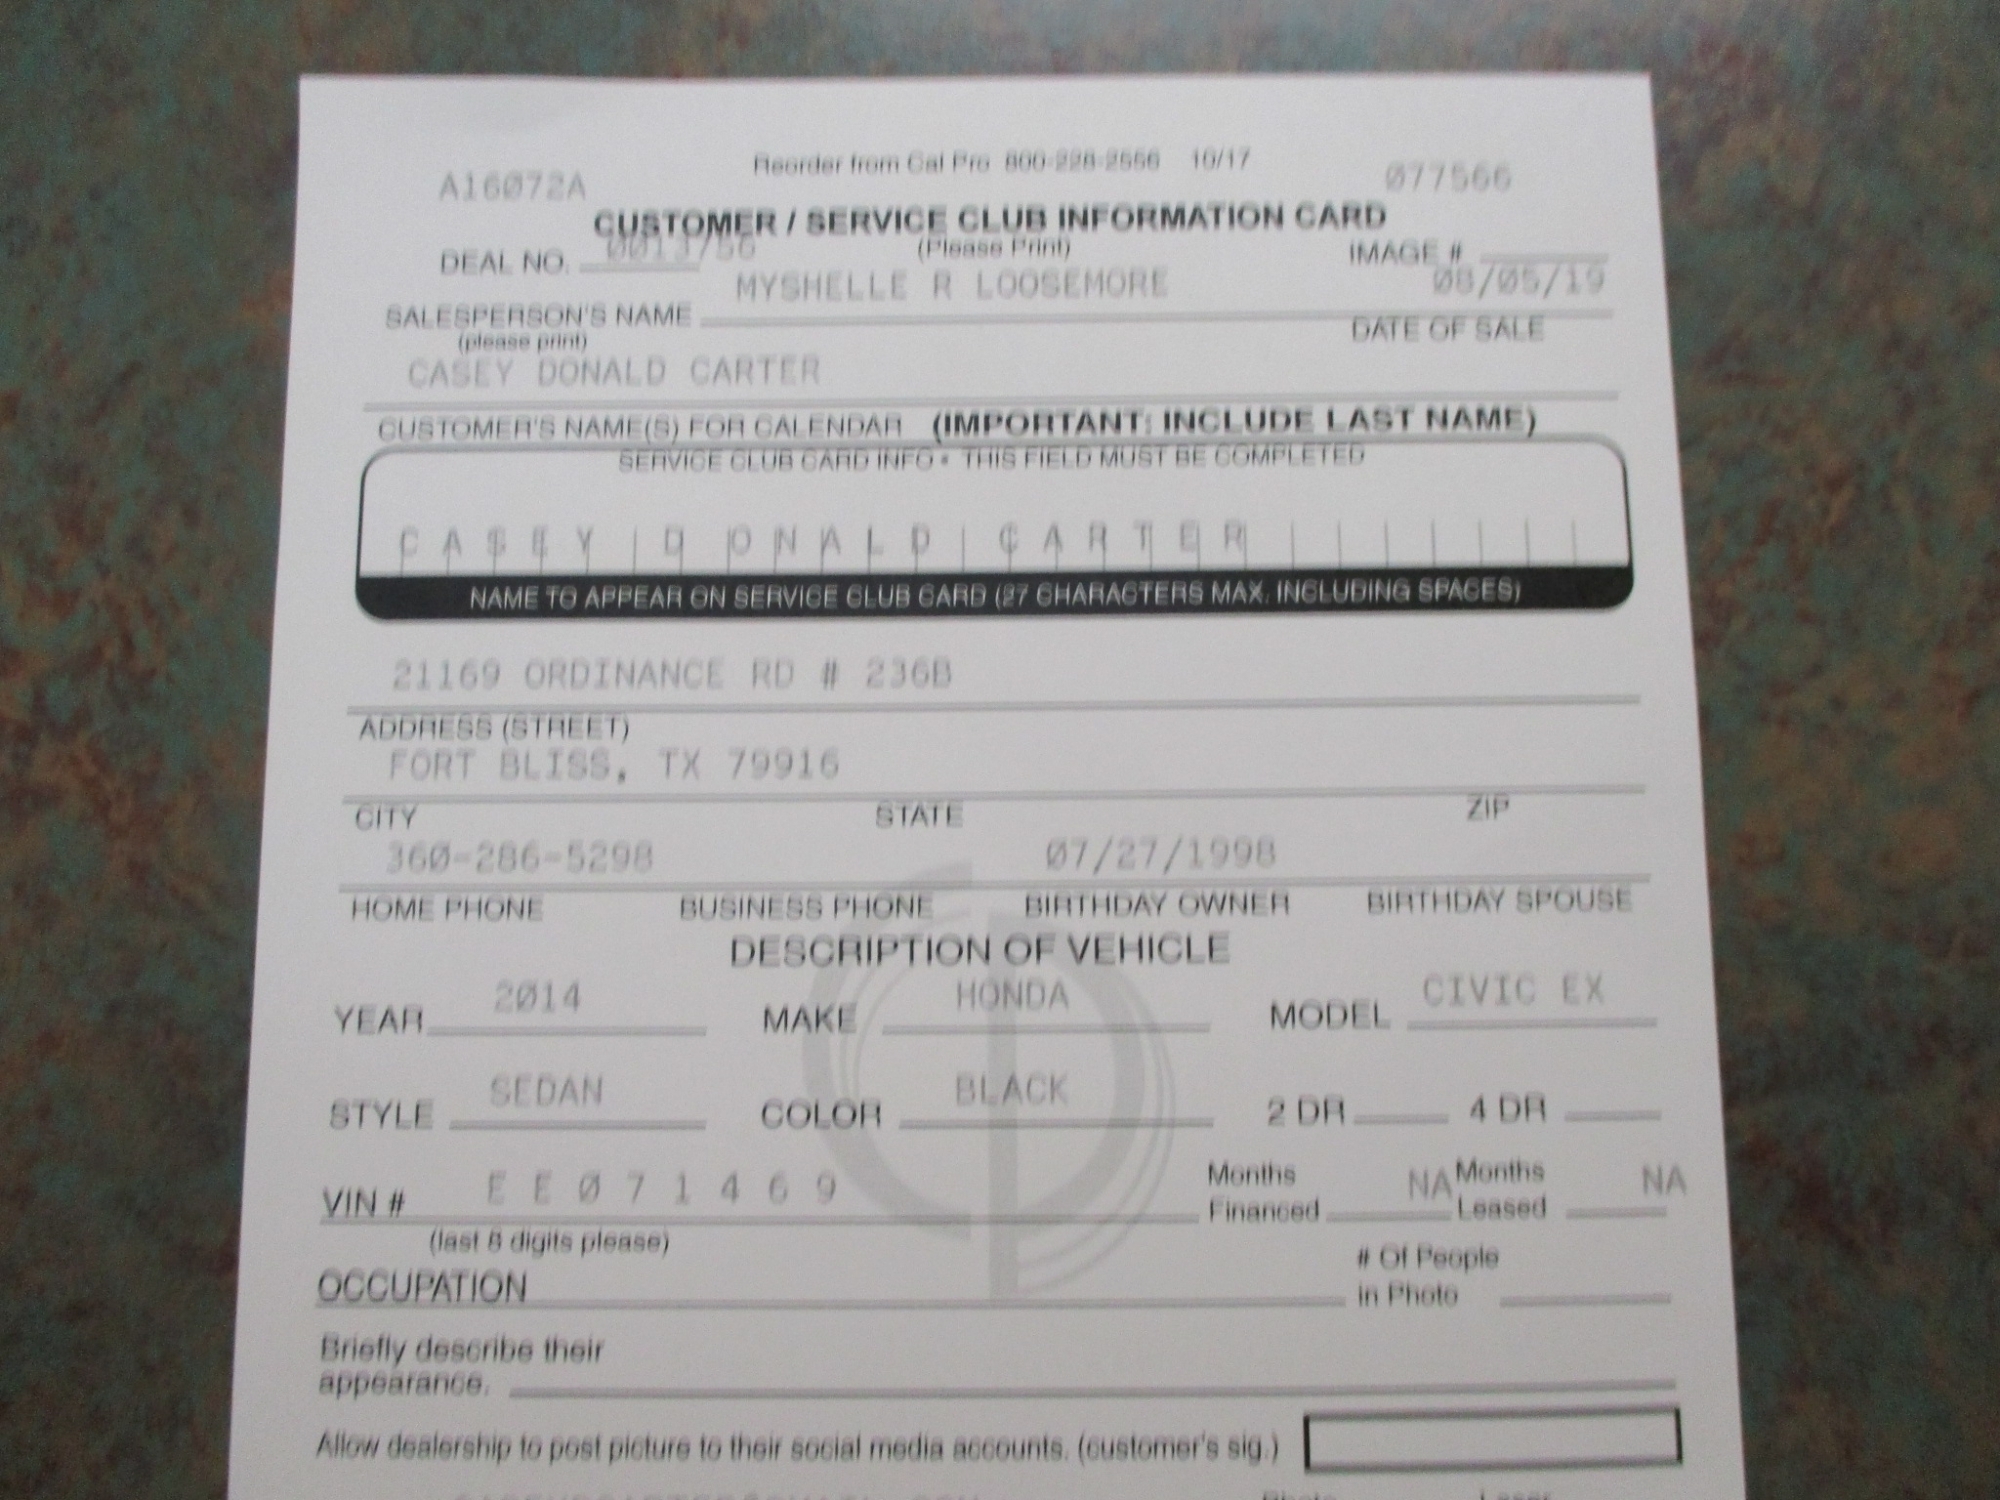 Reorder from Cal Pro 800-228-2556 10/17
A16072A 077566
CUSTOMER / SERVICE CLUB INFORMATION CARD
(Please Print)
DEAL NO. 0013756 IMAGE #
MYSHELLE R LOOSEMORE 08/05/19
SALESPERSON'S NAME DATE OF SALE
(please print)
CASEY DONALD CARTER
CUSTOMER'S NAME(S) FOR CALENDAR (IMPORTANT: INCLUDE LAST NAME)
SERVICE CLUB CARD INFO • THIS FIELD MUST BE COMPLETED
CASEY DONALD CARTER
NAME TO APPEAR ON SERVICE CLUB CARD (27 CHARACTERS MAX. INCLUDING SPACES)
21169 ORDINANCE RD # 236B
ADDRESS (STREET)
FORT BLISS, TX 79916
CITY STATE ZIP
360-286-5298 07/27/1998
HOME PHONE BUSINESS PHONE BIRTHDAY OWNER BIRTHDAY SPOUSE
DESCRIPTION OF VEHICLE
YEAR 2014 MAKE HONDA MODEL CIVIC EX
STYLE SEDAN COLOR BLACK 2 DR 4 DR
VIN # E E 0 7 1 4 6 9 Months Financed NA Months Leased NA
(last 8 digits please)
OCCUPATION # Of People in Photo
Briefly describe their
appearance.
Allow dealership to post picture to their social media accounts. (customer's sig.)